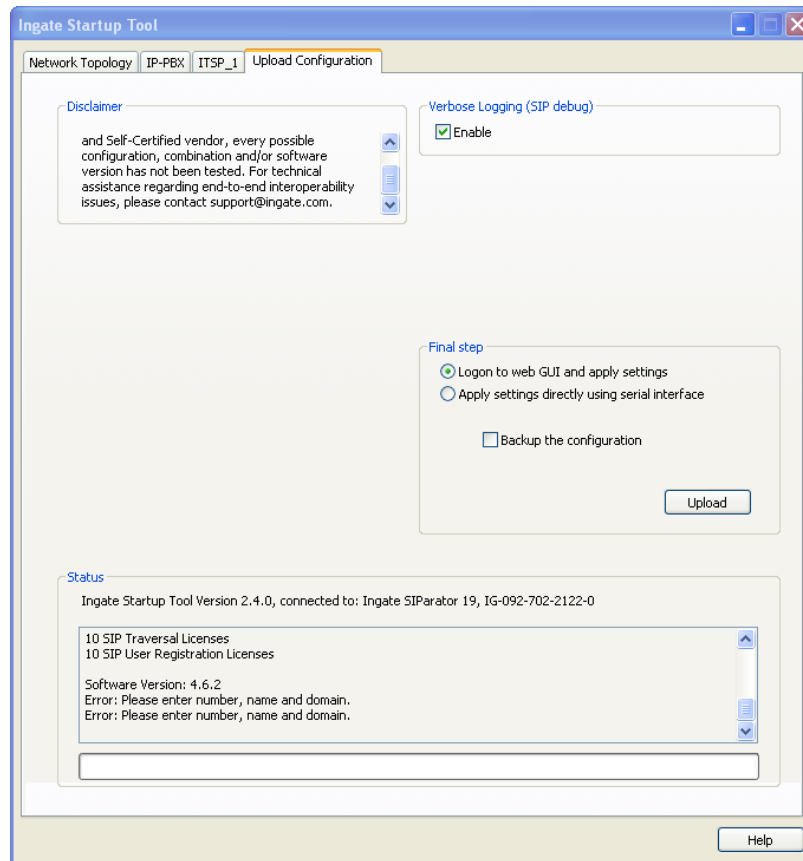 Ingate Startup Tool
Network Topology IP-PBX ITSP_1 Upload Configuration
Disclaimer
and Self-Certified vendor, every possible
configuration, combination and/or software
version has not been tested. For technical
assistance regarding end-to-end interoperability
issues, please contact support@ingate.com.
Verbose Logging (SIP debug)
Enable
Final step
Logon to web GUI and apply settings
Apply settings directly using serial interface
Backup the configuration
Upload
Status
Ingate Startup Tool Version 2.4.0, connected to: Ingate SIParator 19, IG-092-702-2122-0
10 SIP Traversal Licenses
10 SIP User Registration Licenses
Software Version: 4.6.2
Error: Please enter number, name and domain.
Error: Please enter number, name and domain.
Help